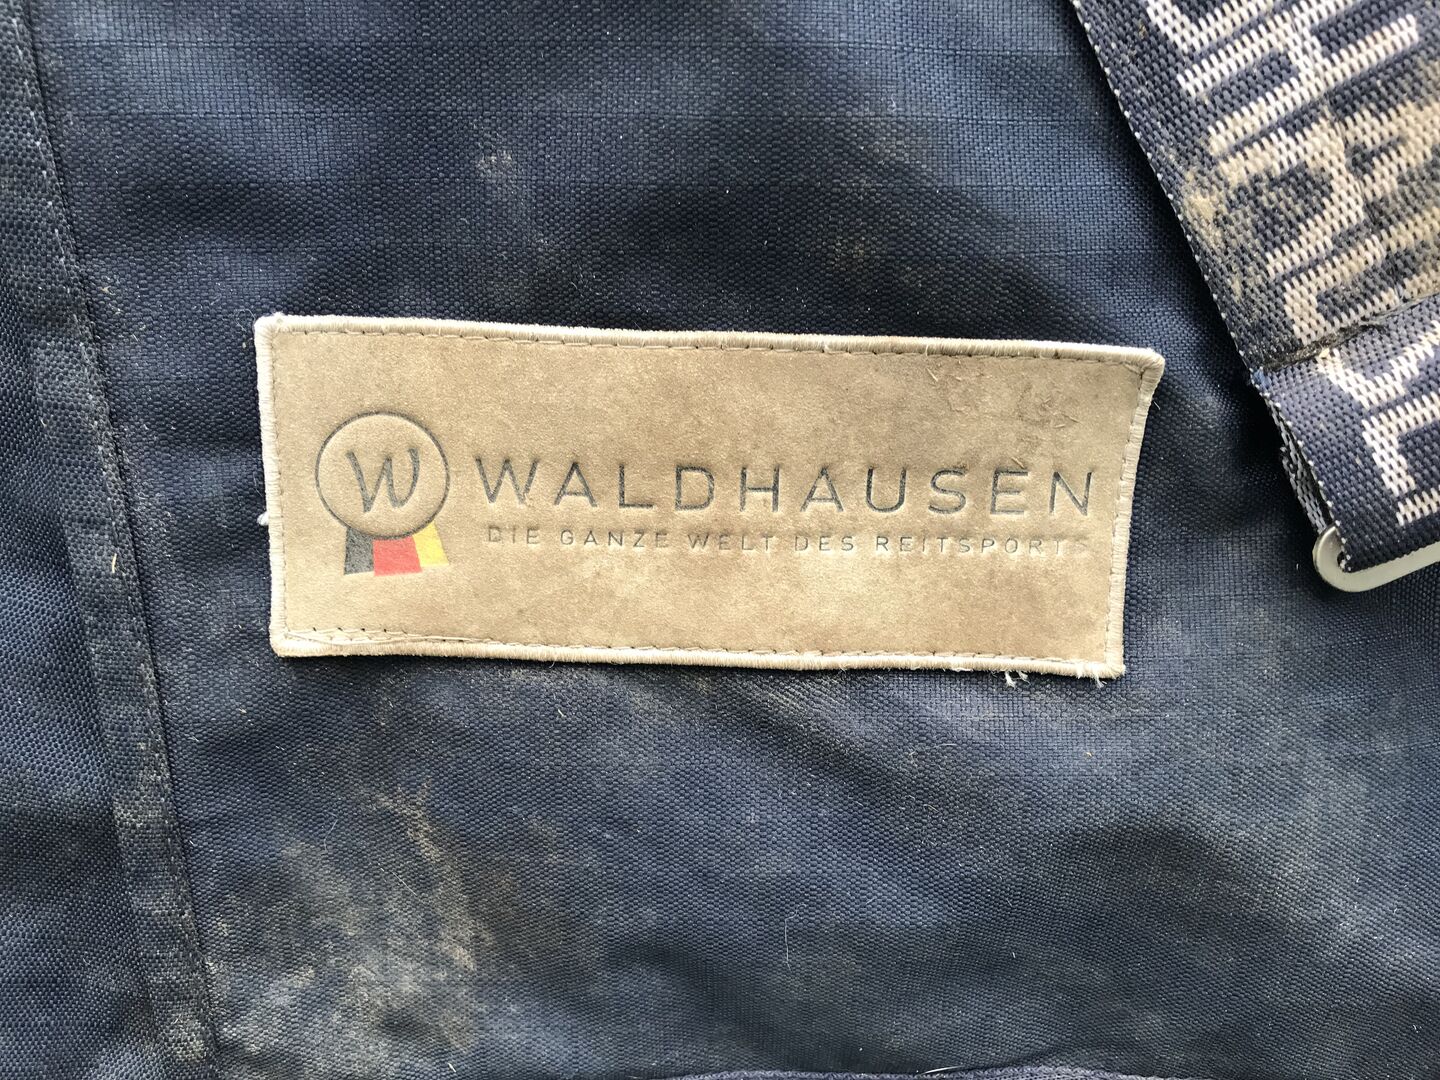 W WALDHAUSEN
DIE GANZE WELT DES REITSPORTS